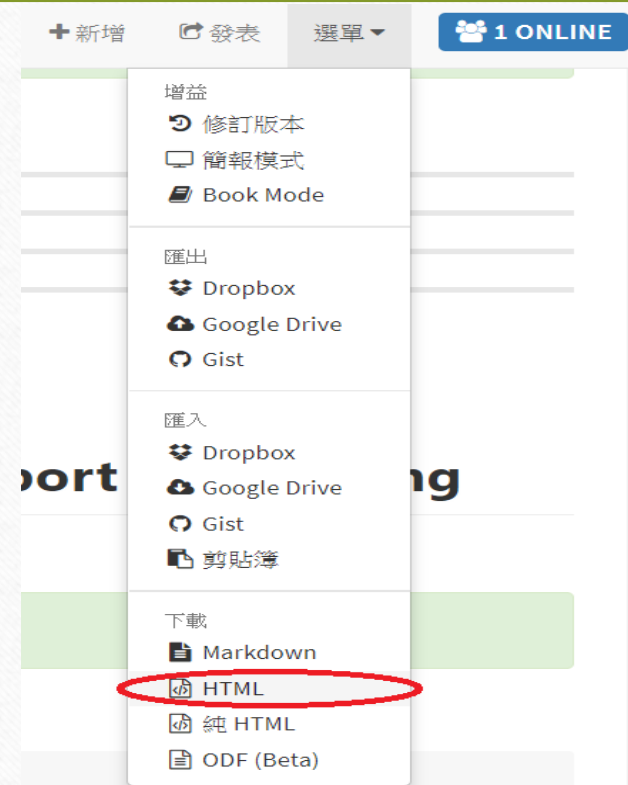 新增 發表 選單 1 ONLINE
增益
修訂版本
簡報模式
Book Mode
匯出
Dropbox
Google Drive
Gist
匯入
Dropbox
port ng
Google Drive
Gist
剪貼簿
下載
Markdown
HTML
純 HTML
ODF (Beta)